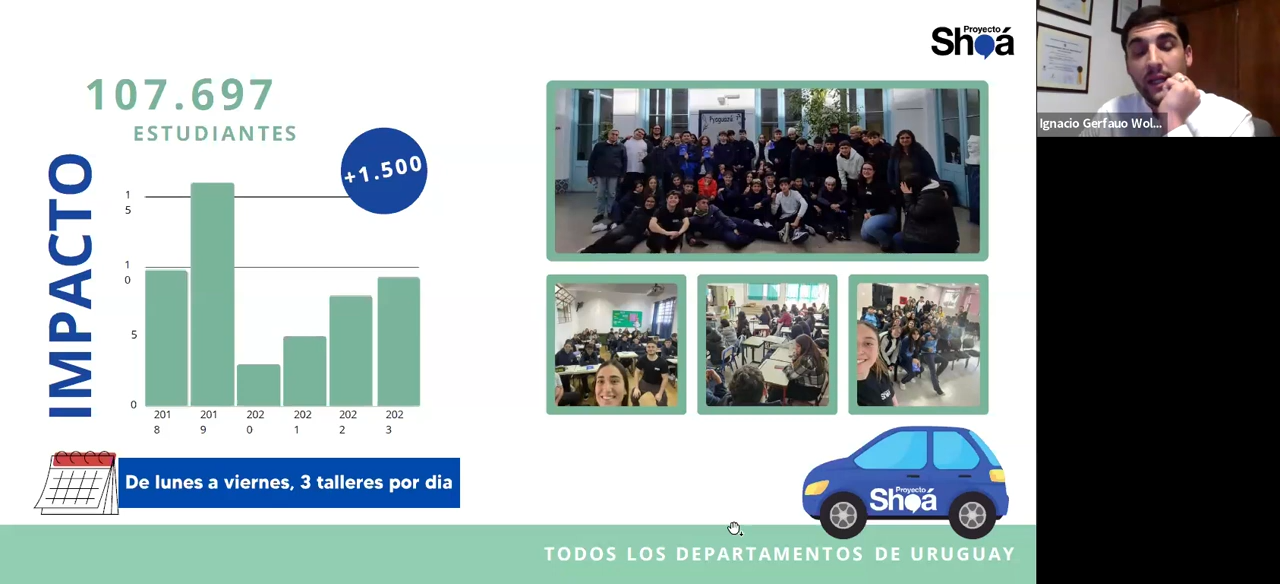 Proyecto
Shoá
107.697
ESTUDIANTES
+1.500
IMPACTO
1
5
1
0
5
0
201
8
201
9
202
0
202
1
202
2
202
3
De lunes a viernes, 3 talleres por dia
Proyecto
Shoá
TODOS LOS DEPARTAMENTOS DE URUGUAY
Ignacio Gerfauo Wol...